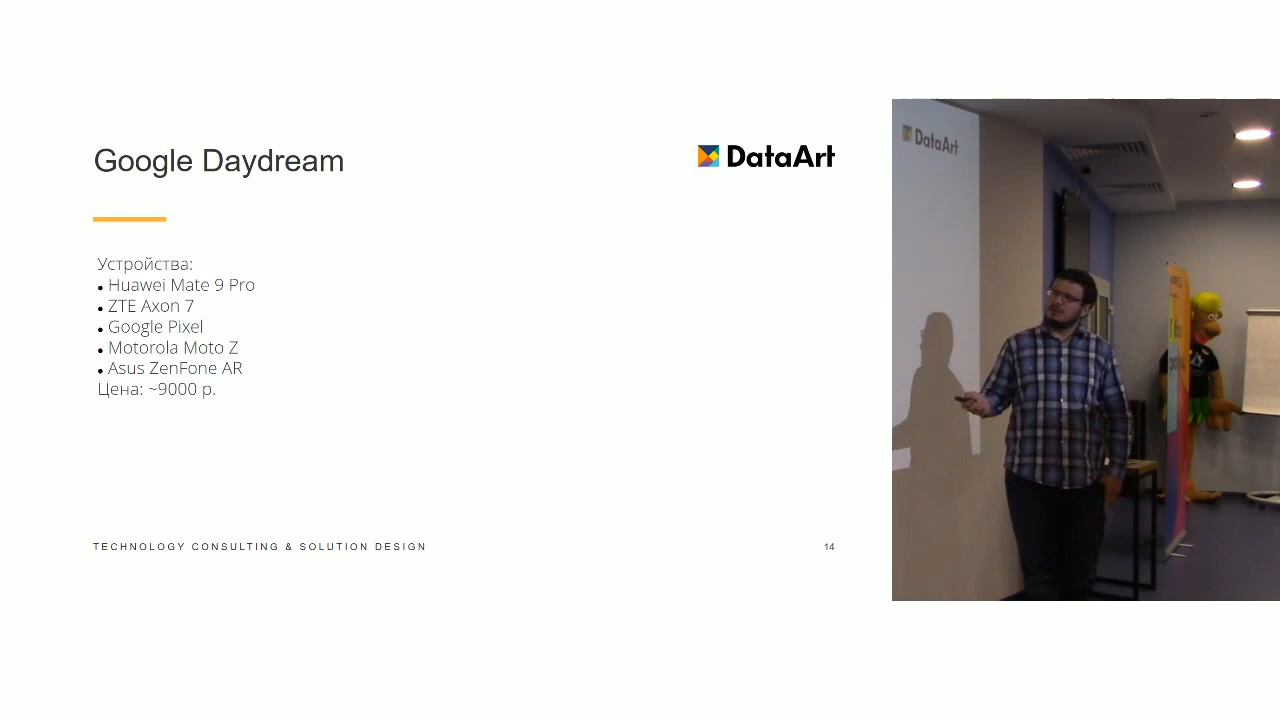 Google Daydream
DataArt
Устройства:
• Huawei Mate 9 Pro
• ZTE Axon 7
• Google Pixel
• Motorola Moto Z
• Asus ZenFone AR
Цена: ~9000 р.
TECHNOLOGY CONSULTING & SOLUTION DESIGN
14
DataArt